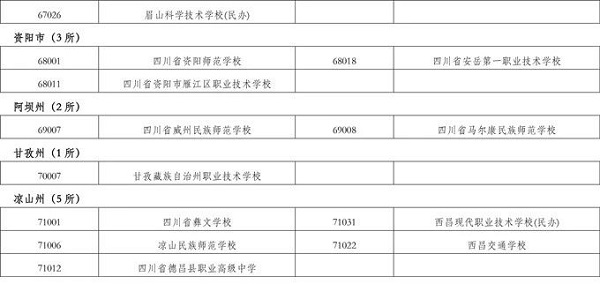 67026 眉山科学技术学校(民办)
资阳市（3所）
68001 四川省资阳师范学校 68018 四川省安岳第一职业技术学校
68011 四川省资阳市雁江区职业技术学校
阿坝州（2所）
69007 四川省威州民族师范学校 69008 四川省马尔康民族师范学校
甘孜州（1所）
70007 甘孜藏族自治州职业技术学校
凉山州（5所）
71001 四川省彝文学校 71031 西昌现代职业技术学校(民办)
71006 凉山民族师范学校 71022 西昌交通学校
71012 四川省德昌县职业高级中学